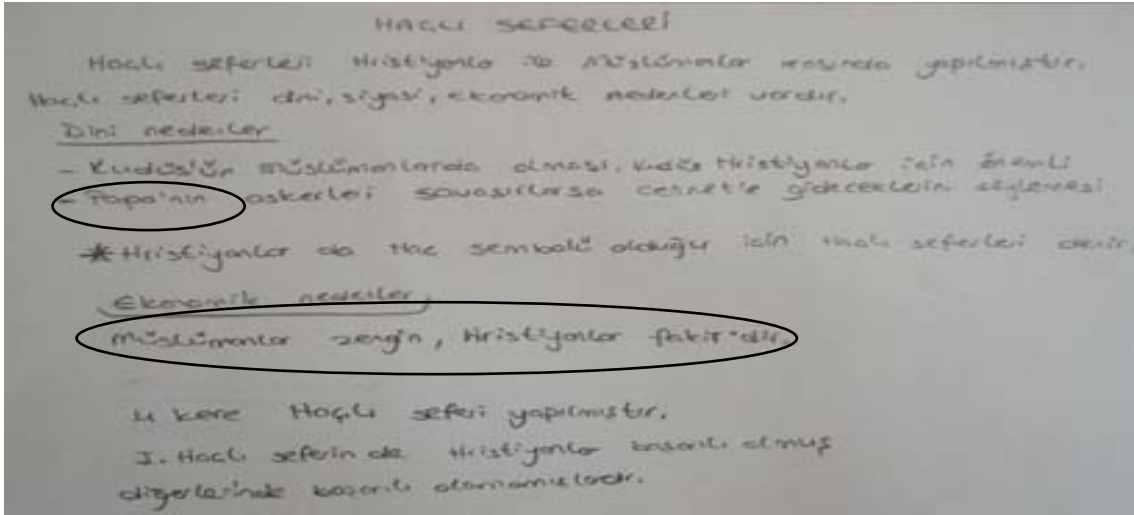 HAÇLI SEFERLERİ
Haçlı seferleri Hristiyanla ile Müslümanlar arasında yapılmıştır.
Haçlı seferleri dini, siyasi, ekonomik nedenleri vardır.
Dini nedenler
- Kudüs'ün müslümanlarda olması, kudüs Hristiyanlar için önemli
- Papa'nın askerleri savaşırlarsa cennet'e gideceklerini söylemesi
* Hristiyanlar da Haç sembolü olduğu için Haçlı seferleri denir.
Ekonomik nedenler
Müslümanlar zengin, Hristiyanlar fakir'dir.
4 kere Haçlı seferi yapılmıştır.
I. Haçlı seferin de Hristiyanlar başarılı olmuş
diğerlerinde başarılı olamamışlardır.